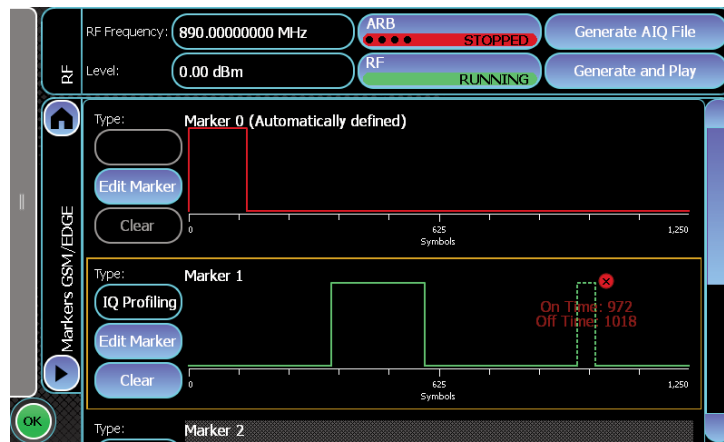 RF
RF Frequency:
890.00000000 MHz
ARB
STOPPED
Generate AIQ File
Level:
0.00 dBm
RF
RUNNING
Generate and Play
Markers GSM/EDGE
Type:
Marker 0 (Automatically defined)
Edit Marker
Clear
0
625
1,250
Symbols
Type:
Marker 1
IQ Profiling
On Time: 972
Off Time: 1018
Edit Marker
Clear
0
625
1,250
Symbols
OK
Type:
Marker 2